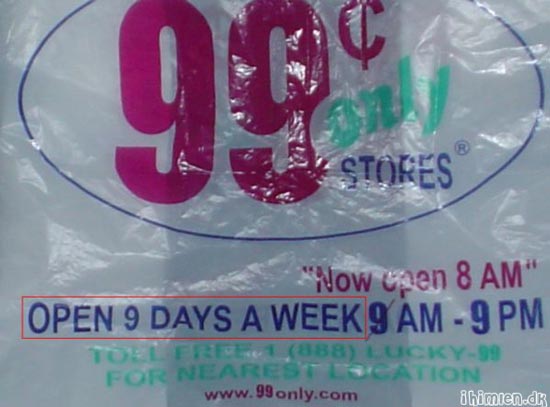 99¢
only
STORES®
"Now open 8 AM"
OPEN 9 DAYS A WEEK 9 AM - 9 PM
TOLL FREE 1 (888) LUCKY-99
FOR NEAREST LOCATION
www.99only.com
ihimlen.dk